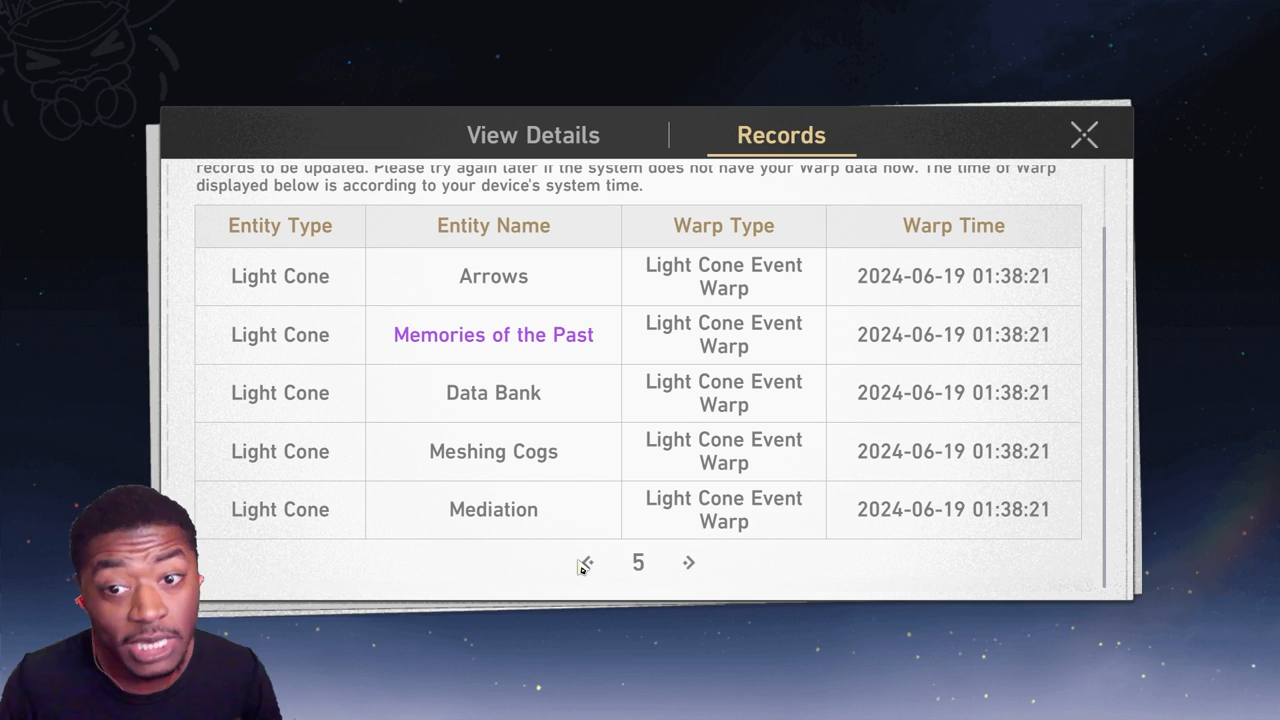 View Details
Records
records to be updated. Please try again later if the system does not have your Warp data now. The time of Warp
displayed below is according to your device's system time.
Entity Type Entity Name Warp Type Warp Time
Light Cone Arrows Light Cone Event Warp 2024-06-19 01:38:21
Light Cone Memories of the Past Light Cone Event Warp 2024-06-19 01:38:21
Light Cone Data Bank Light Cone Event Warp 2024-06-19 01:38:21
Light Cone Meshing Cogs Light Cone Event Warp 2024-06-19 01:38:21
Light Cone Mediation Light Cone Event Warp 2024-06-19 01:38:21
5